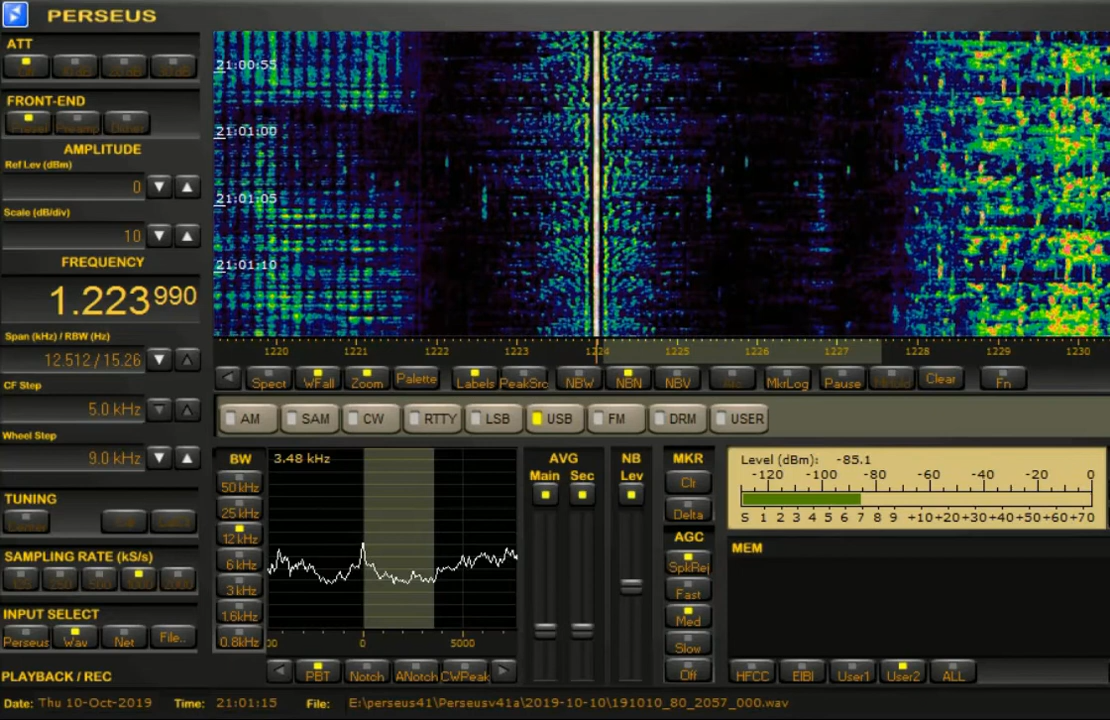 PERSEUS
ATT
FRONT-END
Presel Preamp Dither
AMPLITUDE
Ref Lev (dBm)
0
Scale (dB/div)
10
FREQUENCY
1.223990
Span (kHz) / RBW (Hz)
12.512 / 15.26
CF Step
5.0 kHz
Wheel Step
9.0 kHz
TUNING
Center
SAMPLING RATE (kS/s)
INPUT SELECT
Perseus Wav Net File..
PLAYBACK / REC
21:00:55
21:01:00
21:01:05
21:01:10
1220 1221 1222 1223 1224 1225 1226 1227 1228 1229 1230
Spect WFall Zoom Palette Labels PeakSrc NBW NBN NBV MkrLog Pause Clear Fn
AM SAM CW RTTY LSB USB FM DRM USER
BW
50 kHz
25 kHz
12 kHz
6 kHz
3 kHz
1.6kHz
0.8kHz
3.48 kHz
00 0 5000
PBT Notch ANotch CWPeak
AVG
Main Sec
NB
Lev
MKR
Clr
Delta
AGC
SpkRej
Fast
Med
Slow
Off
Level (dBm): -85.1
-120 -100 -80 -60 -40 -20 0
S 1 2 3 4 5 6 7 8 9 +10+20+30+40+50+60+70
MEM
HFCC EIBI User1 User2 ALL
Date: Thu 10-Oct-2019 Time: 21:01:15 File: E:\perseus41\Perseusv41a\2019-10-10\191010_80_2057_000.wav